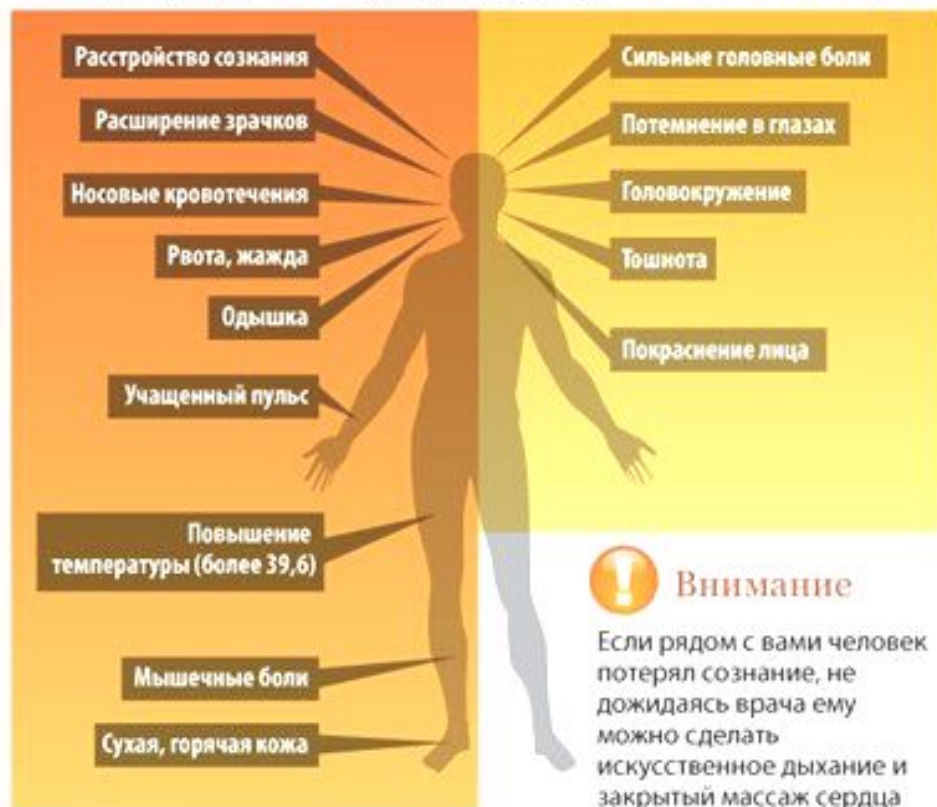 Расстройство сознания
Расширение зрачков
Носовые кровотечения
Рвота, жажда
Одышка
Учащенный пульс
Повышение
температуры (более 39,6)
Мышечные боли
Сухая, горячая кожа
Сильные головные боли
Потемнение в глазах
Головокружение
Тошнота
Покраснение лица
Внимание
Если рядом с вами человек
потерял сознание, не
дожидаясь врача ему
можно сделать
искусственное дыхание и
закрытый массаж сердца